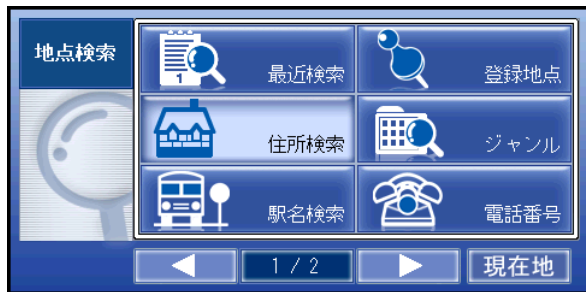 地点検索
最近検索
登録地点
1
住所検索
ジャンル
駅名検索
電話番号
1 / 2
現在地